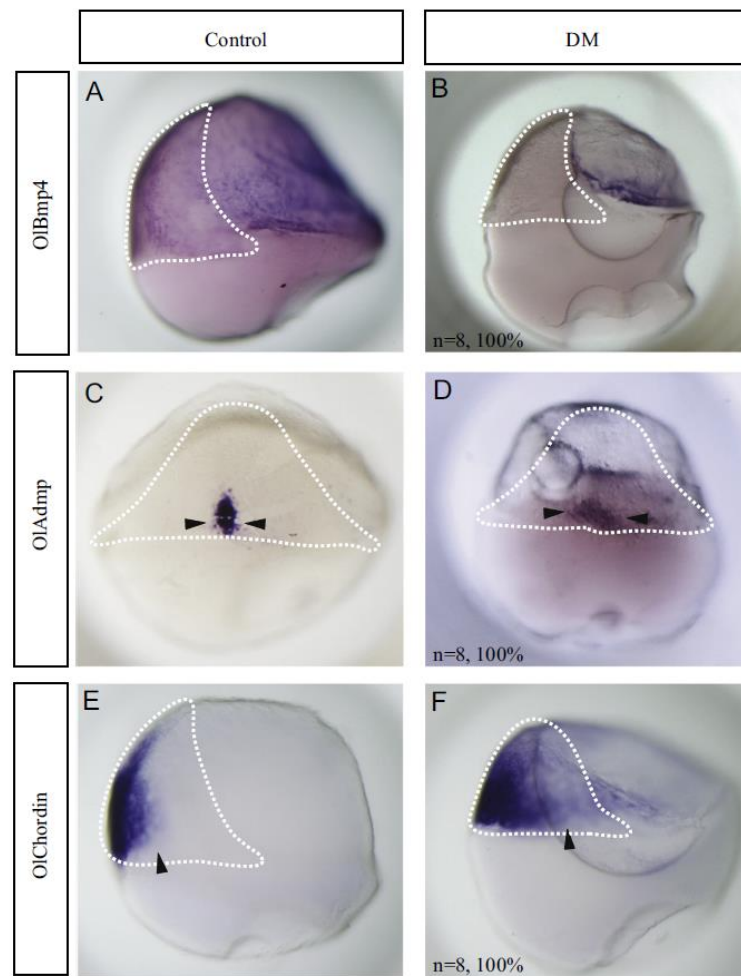 Control
DM
OlBmp4
A
B
n=8, 100%
OlAdmp
C
D
n=8, 100%
OlChordin
E
F
n=8, 100%